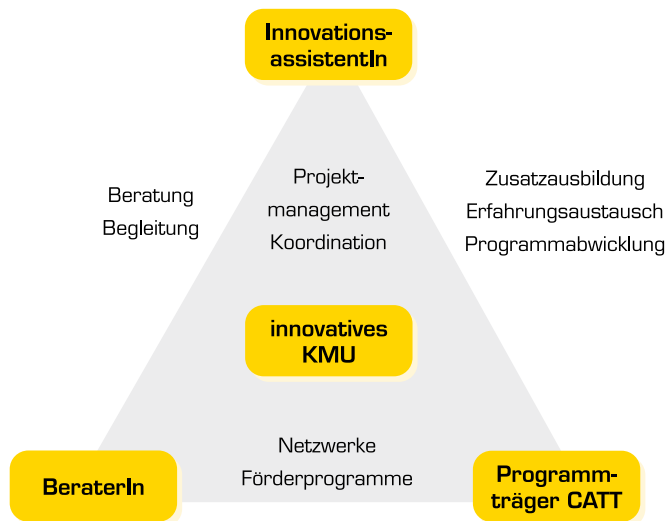 Innovations-
assistentIn
Beratung
Begleitung
Projekt-
management
Koordination
Zusatzausbildung
Erfahrungsaustausch
Programmabwicklung
innovatives
KMU
Netzwerke
Förderprogramme
BeraterIn
Programm-
träger CATT